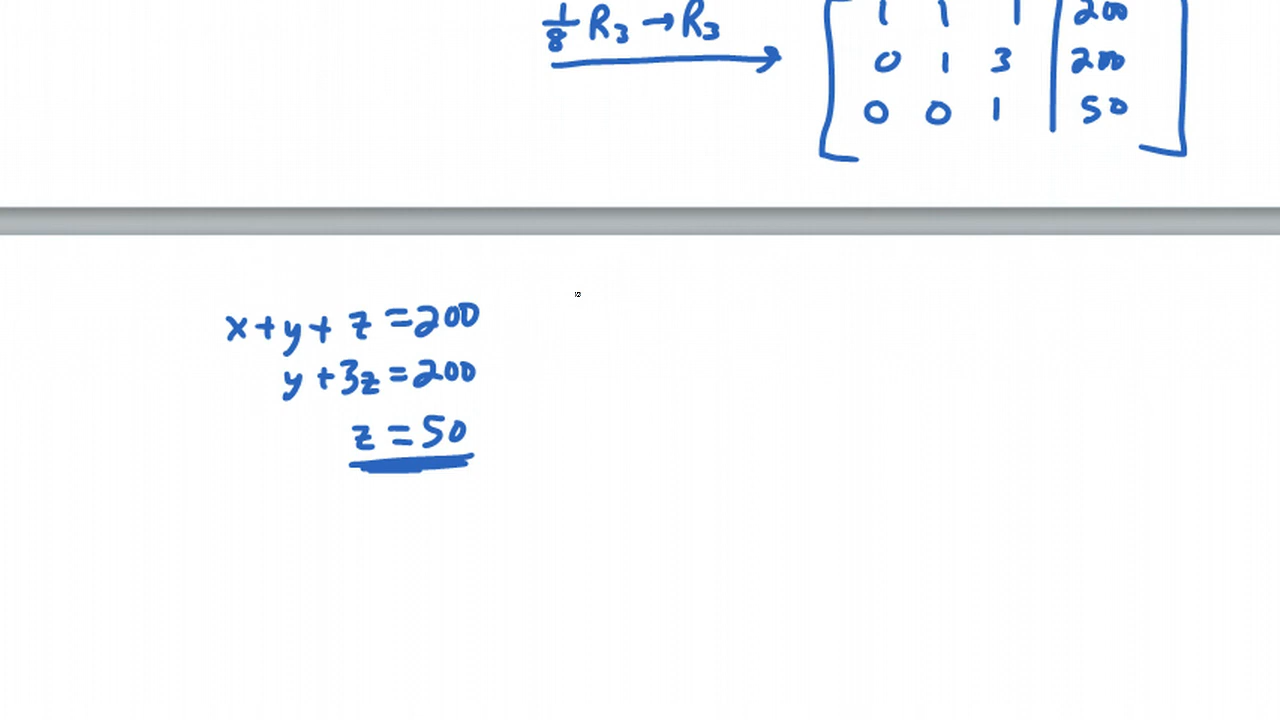 1/8 R₃ → R₃
1 1 1 | 200
0 1 3 | 200
0 0 1 | 50
x+y+z=200
y+3z=200
z=50